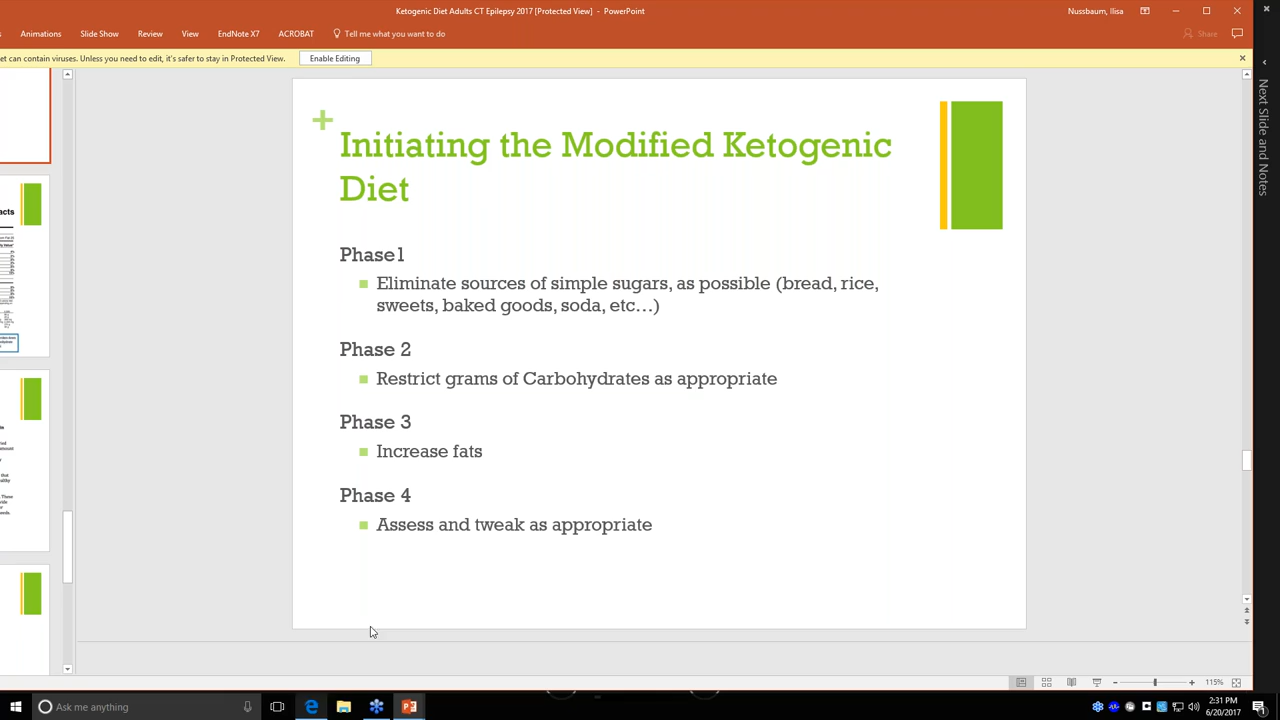 Ketogenic Diet Adults CT Epilepsy 2017 [Protected View] - PowerPoint
Nussbaum, Ilisa
Animations Slide Show Review View EndNote X7 ACROBAT Tell me what you want to do Share
et can contain viruses. Unless you need to edit, it's safer to stay in Protected View. Enable Editing
Next Slide and Notes
+
Initiating the Modified Ketogenic
Diet
Phase1
Eliminate sources of simple sugars, as possible (bread, rice,
sweets, baked goods, soda, etc…)
Phase 2
Restrict grams of Carbohydrates as appropriate
Phase 3
Increase fats
Phase 4
Assess and tweak as appropriate
acts
115%
Ask me anything
2:31 PM
6/20/2017